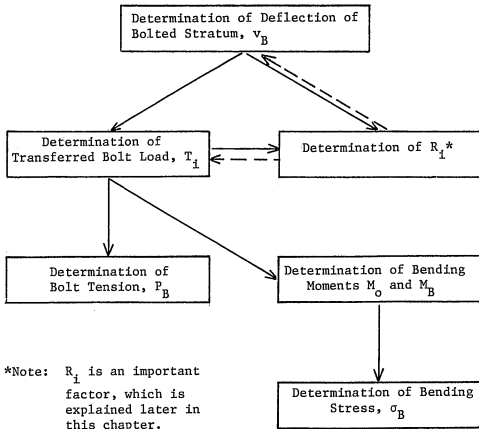 Determination of Deflection of
Bolted Stratum, v_B
Determination of
Transferred Bolt Load, T_i
Determination of R_i*
Determination of
Bolt Tension, P_B
Determination of Bending
Moments M_o and M_B
*Note: R_i is an important
factor, which is
explained later in
this chapter.
Determination of Bending
Stress, σ_B